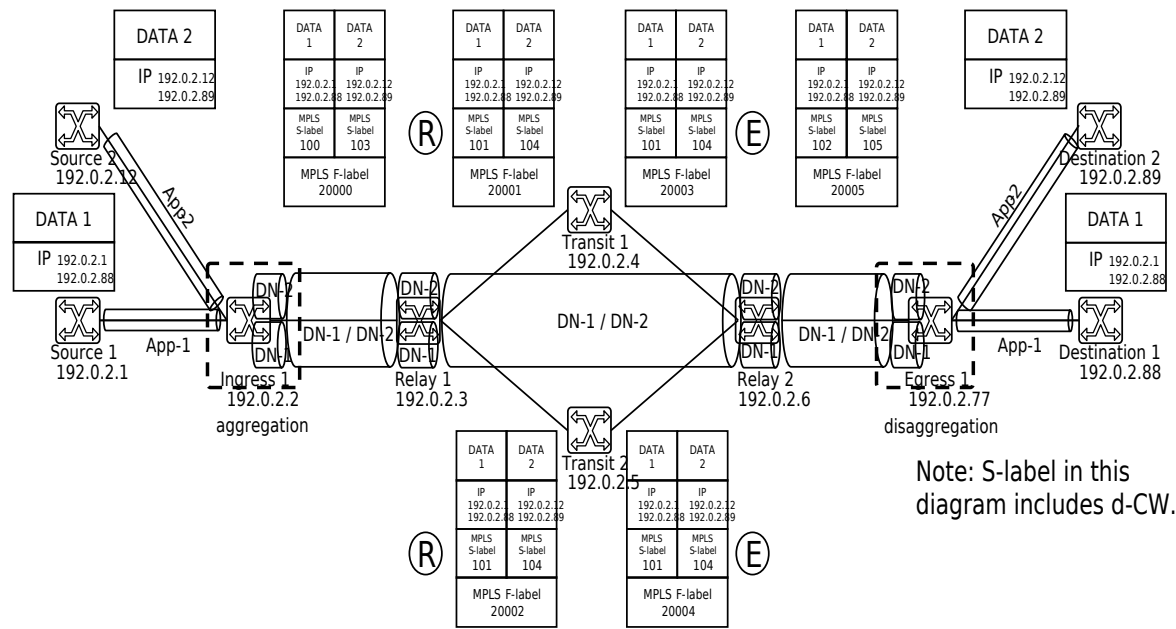 DATA 2
IP 192.0.2.12
192.0.2.89
DATA
1
DATA
2
IP
192.0.2.1
192.0.2.88
IP
192.0.2.12
192.0.2.89
MPLS
S-label
100
MPLS
S-label
103
MPLS F-label
20000
R
DATA
1
DATA
2
IP
192.0.2.1
192.0.2.88
IP
192.0.2.12
192.0.2.89
MPLS
S-label
101
MPLS
S-label
104
MPLS F-label
20001
DATA
1
DATA
2
IP
192.0.2.1
192.0.2.88
IP
192.0.2.12
192.0.2.89
MPLS
S-label
101
MPLS
S-label
104
MPLS F-label
20003
E
DATA
1
DATA
2
IP
192.0.2.1
192.0.2.88
IP
192.0.2.12
192.0.2.89
MPLS
S-label
102
MPLS
S-label
105
MPLS F-label
20005
DATA 2
IP 192.0.2.12
192.0.2.89
Source 2
192.0.2.12
App2
Destination 2
192.0.2.89
App2
DATA 1
IP 192.0.2.1
192.0.2.88
DATA 1
IP 192.0.2.1
192.0.2.88
Transit 1
192.0.2.4
Source 1
192.0.2.1
App-1
DN-2
DN-1
Ingress 1
192.0.2.2
aggregation
DN-1 / DN-2
DN-2
DN-1
Relay 1
192.0.2.3
DN-1 / DN-2
DN-2
DN-1
Relay 2
192.0.2.6
DN-1 / DN-2
DN-2
DN-1
Egress 1
192.0.2.77
disaggregation
App-1
Destination 1
192.0.2.88
Transit 2
192.0.2.5
R
DATA
1
DATA
2
IP
192.0.2.1
192.0.2.88
IP
192.0.2.12
192.0.2.89
MPLS
S-label
101
MPLS
S-label
104
MPLS F-label
20002
DATA
1
DATA
2
IP
192.0.2.1
192.0.2.88
IP
192.0.2.12
192.0.2.89
MPLS
S-label
101
MPLS
S-label
104
MPLS F-label
20004
E
Note: S-label in this
diagram includes d-CW.